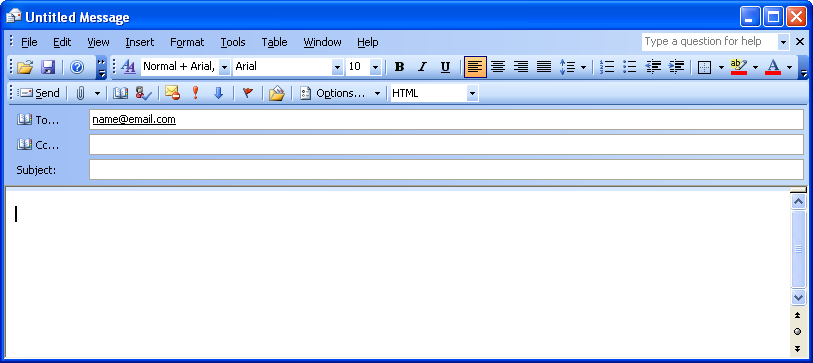 Untitled Message
File Edit View Insert Format Tools Table Window Help Type a question for help
Normal + Arial, Arial 10 B I U A
Send Options... HTML
To... name@email.com
Cc...
Subject: